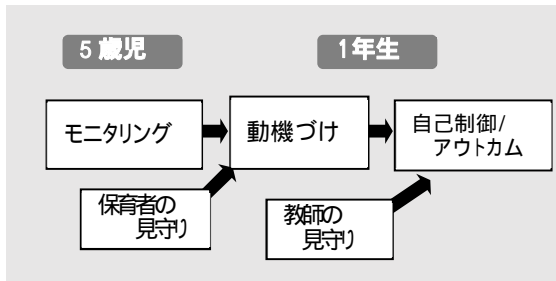 5歳児
1年生
モニタリング
動機づけ
自己制御/
アウトカム
保育者の
見守り
教師の
見守り